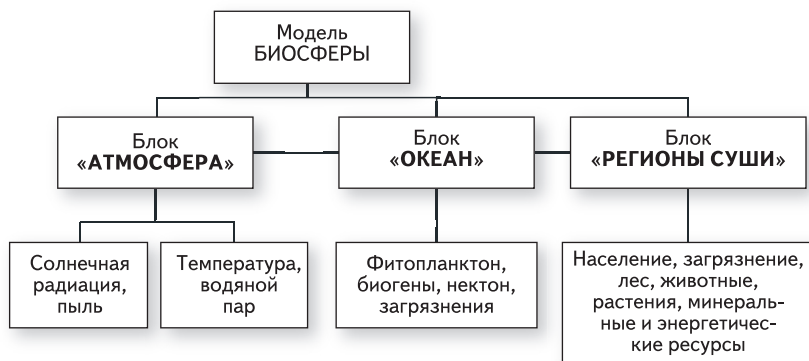 Модель
БИОСФЕРЫ
Блок
«АТМОСФЕРА»
Блок
«ОКЕАН»
Блок
«РЕГИОНЫ СУШИ»
Солнечная
радиация,
пыль
Температура,
водяной
пар
Фитопланктон,
биогены, нектон,
загрязнения
Население, загрязнение,
лес, животные,
растения, минераль-
ные и энергетичес-
кие ресурсы